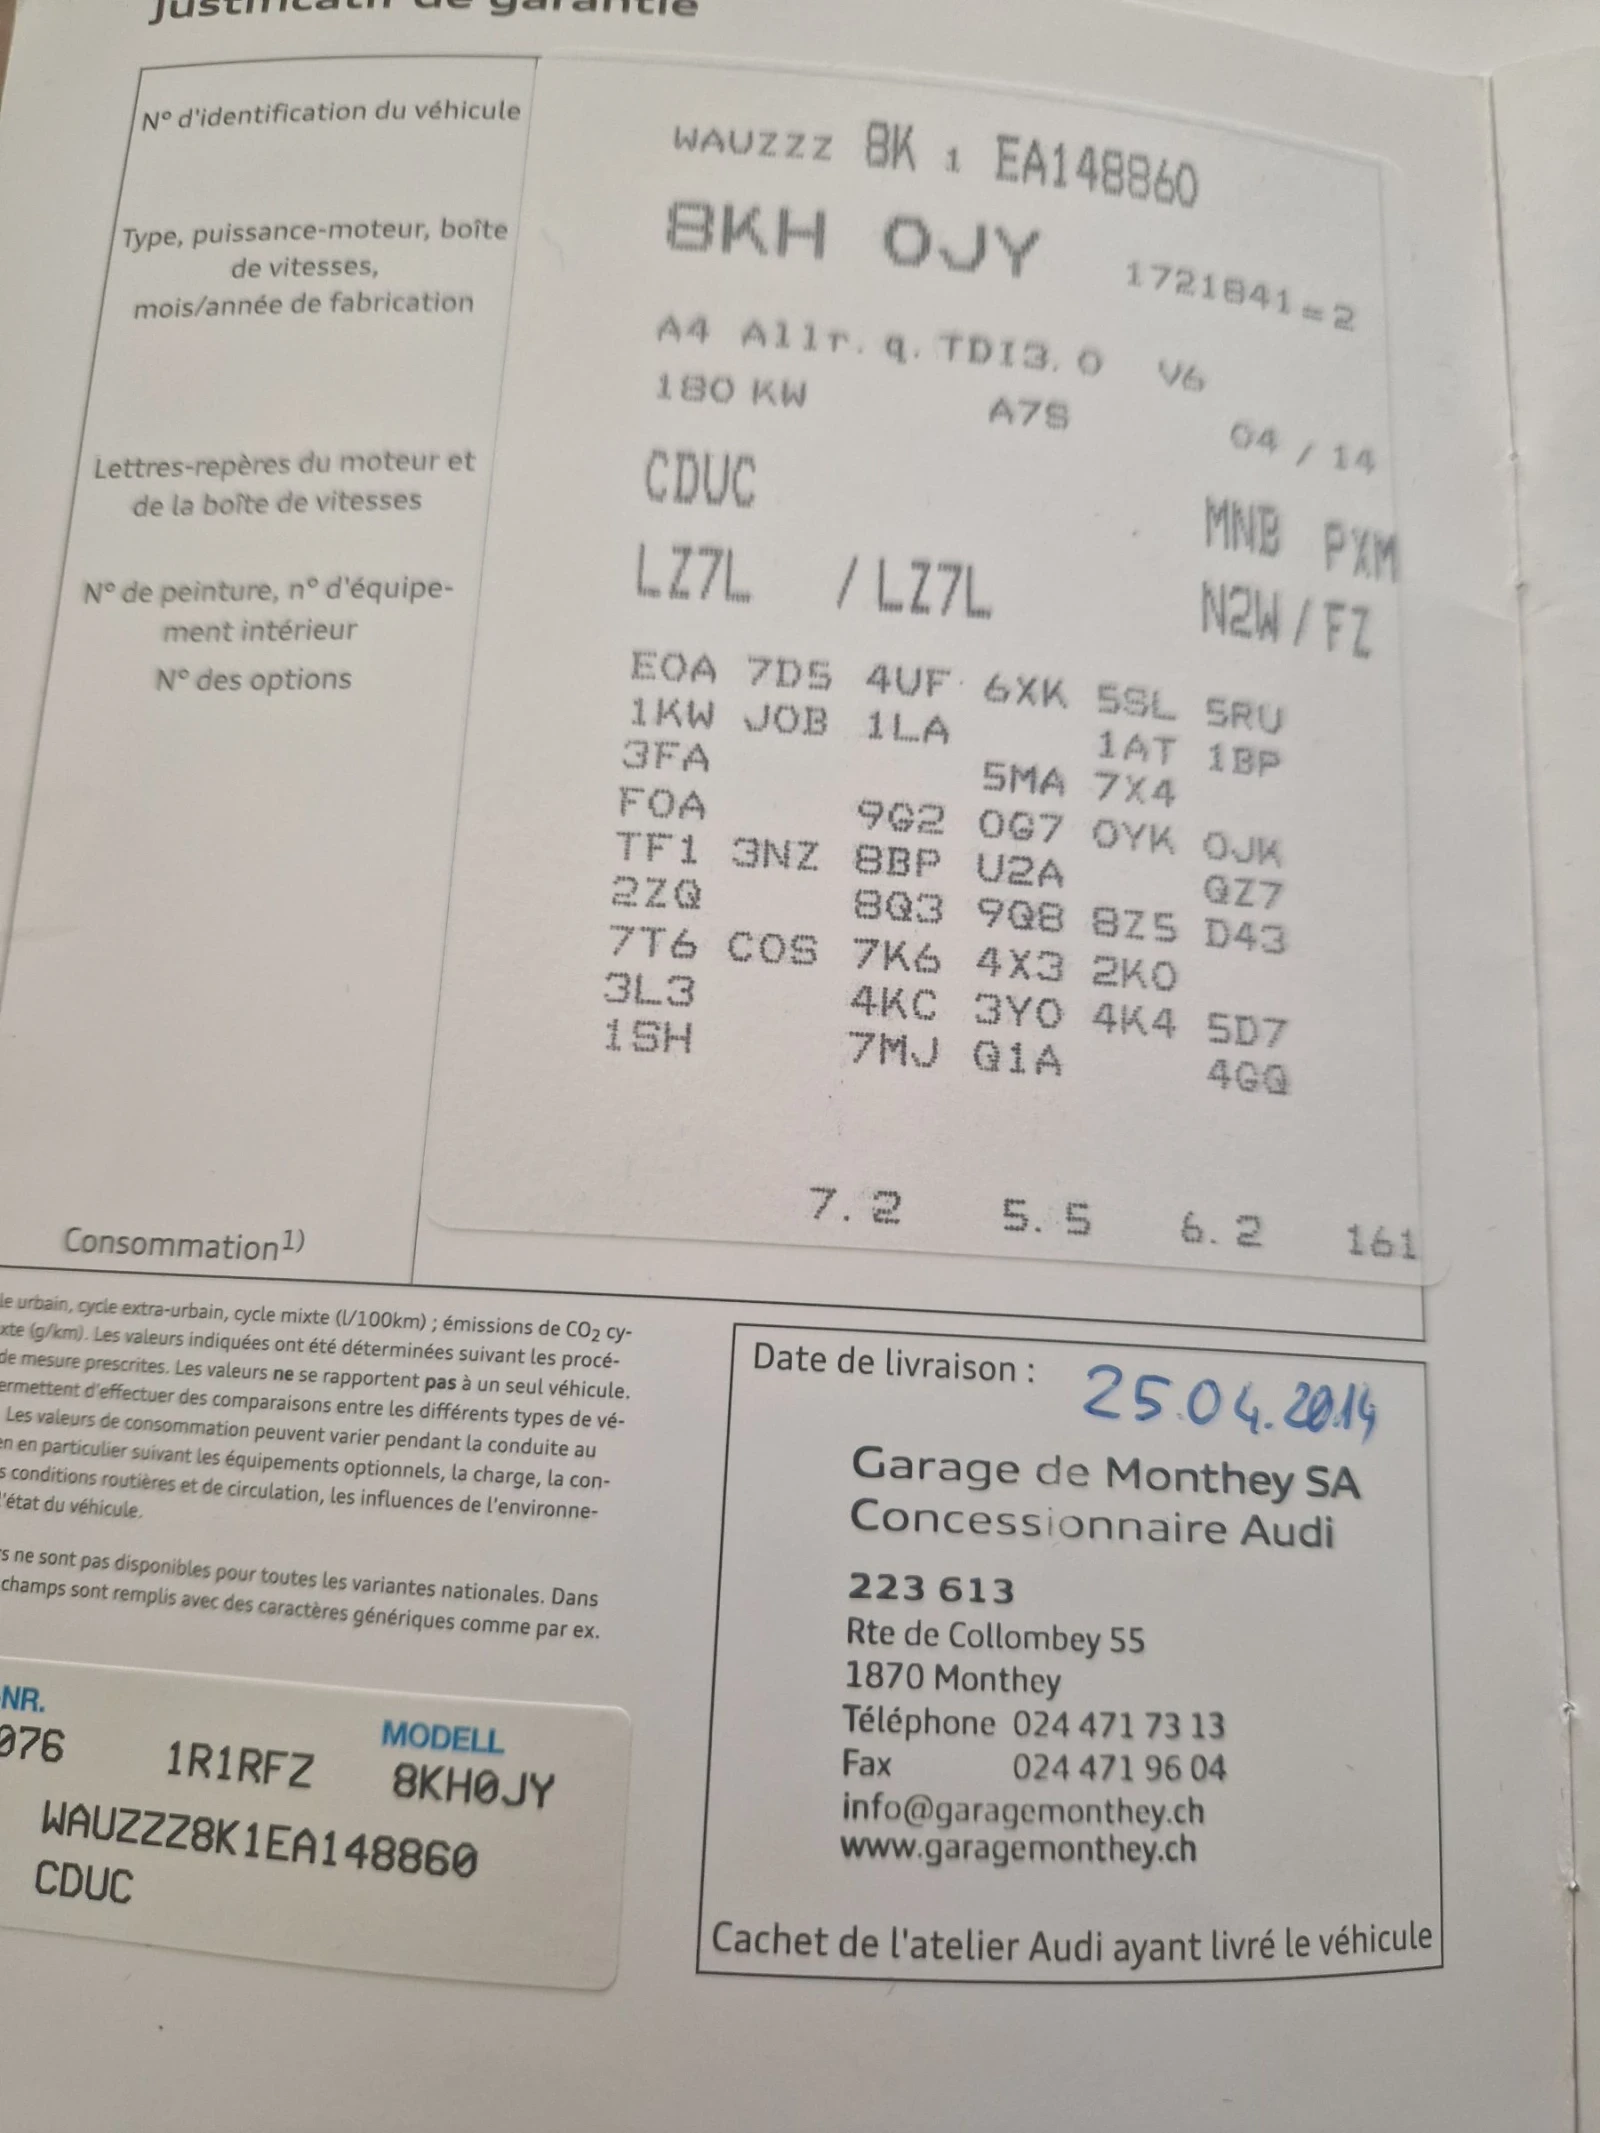 Justificatif de garantie
N° d'identification du véhicule
WAUZZZ 8K 1 EA148860
Type, puissance-moteur, boîte
de vitesses,
mois/année de fabrication
8KH 0JY 1721841=2
A4 Allr. q. TDI3.0 V6
180 KW A7S 04 / 14
Lettres-repères du moteur et
de la boîte de vitesses
CDUC MNB PXM
N° de peinture, n° d'équipe-
ment intérieur
LZ7L / LZ7L N2W / FZ
N° des options
E0A 7D5 4UF 6XK 5SL 5RU
1KW J0B 1LA 1AT 1BP
3FA 5MA 7X4
F0A 9G2 0G7 0YK 0JK
TF1 3NZ 8BP U2A QZ7
2ZQ 8Q3 9Q8 8Z5 D43
7T6 C0S 7K6 4X3 2K0
3L3 4KC 3Y0 4K4 5D7
1SH 7MJ Q1A 4GQ
Consommation1) 7.2 5.5 6.2 161
le urbain, cycle extra-urbain, cycle mixte (l/100km) ; émissions de CO2 cy-
xte (g/km). Les valeurs indiquées ont été déterminées suivant les procé-
de mesure prescrites. Les valeurs ne se rapportent pas à un seul véhicule.
ermettent d'effectuer des comparaisons entre les différents types de vé-
Les valeurs de consommation peuvent varier pendant la conduite au
en en particulier suivant les équipements optionnels, la charge, la con-
s conditions routières et de circulation, les influences de l'environne-
l'état du véhicule.
s ne sont pas disponibles pour toutes les variantes nationales. Dans
champs sont remplis avec des caractères génériques comme par ex.
-NR. MODELL
076 1R1RFZ 8KH0JY
WAUZZZ8K1EA148860
CDUC
Date de livraison : 25.04.2014
Garage de Monthey SA
Concessionnaire Audi
223 613
Rte de Collombey 55
1870 Monthey
Téléphone 024 471 73 13
Fax 024 471 96 04
info@garagemonthey.ch
www.garagemonthey.ch
Cachet de l'atelier Audi ayant livré le véhicule